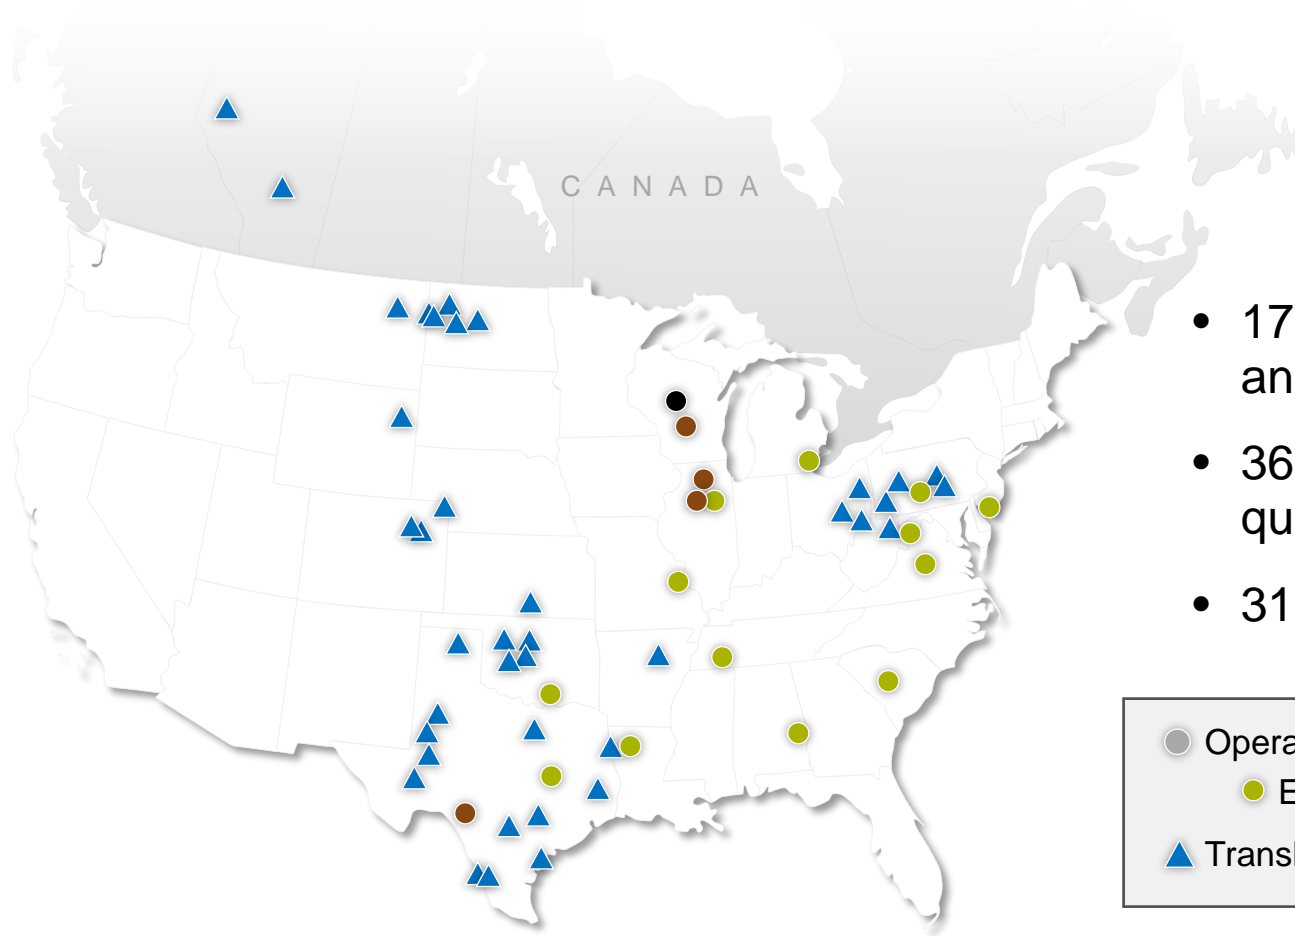 CANADA
• 17
an
• 36
qu
• 31
Opera
E
Transl